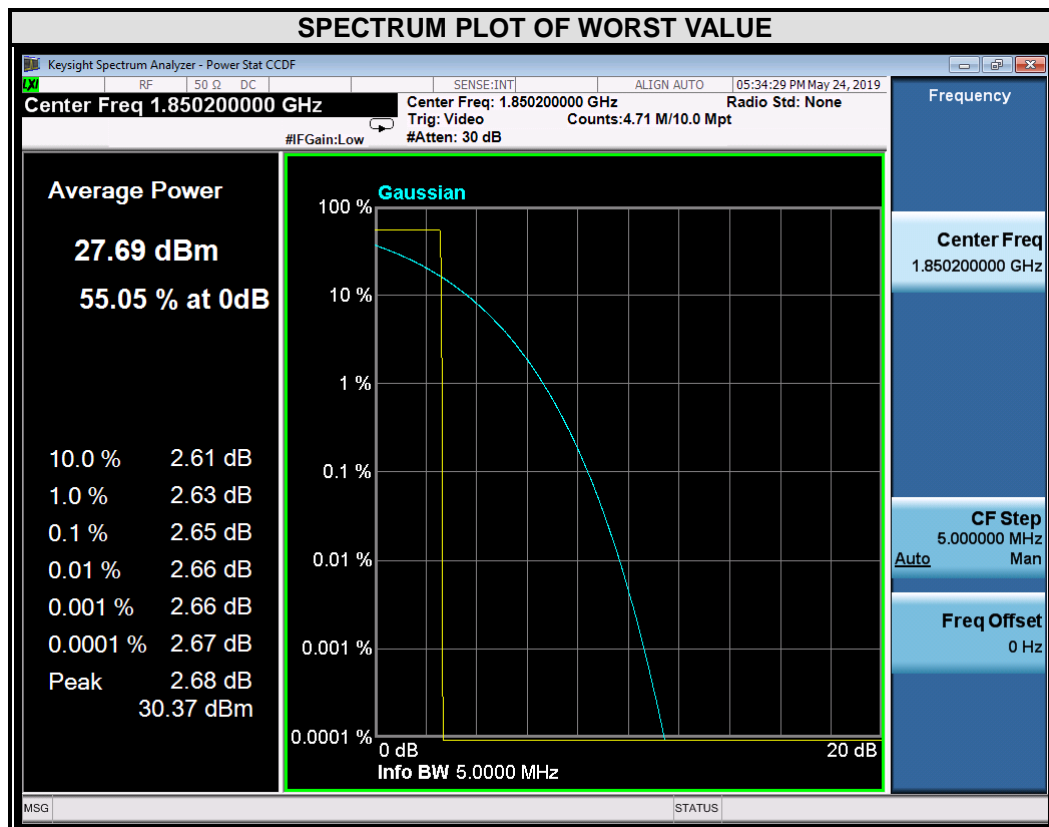 SPECTRUM PLOT OF WORST VALUE
Keysight Spectrum Analyzer - Power Stat CCDF
LXI RF 50 Ω DC SENSE:INT ALIGN AUTO 05:34:29 PM May 24, 2019
Center Freq 1.850200000 GHz
#IFGain:Low
Center Freq: 1.850200000 GHz Radio Std: None
Trig: Video Counts:4.71 M/10.0 Mpt
#Atten: 30 dB
Average Power
27.69 dBm
55.05 % at 0dB
10.0 % 2.61 dB
1.0 % 2.63 dB
0.1 % 2.65 dB
0.01 % 2.66 dB
0.001 % 2.66 dB
0.0001 % 2.67 dB
Peak 2.68 dB
30.37 dBm
Gaussian
100 %
10 %
1 %
0.1 %
0.01 %
0.001 %
0.0001 %
0 dB 20 dB
Info BW 5.0000 MHz
Frequency
Center Freq
1.850200000 GHz
CF Step
5.000000 MHz
Auto Man
Freq Offset
0 Hz
MSG STATUS